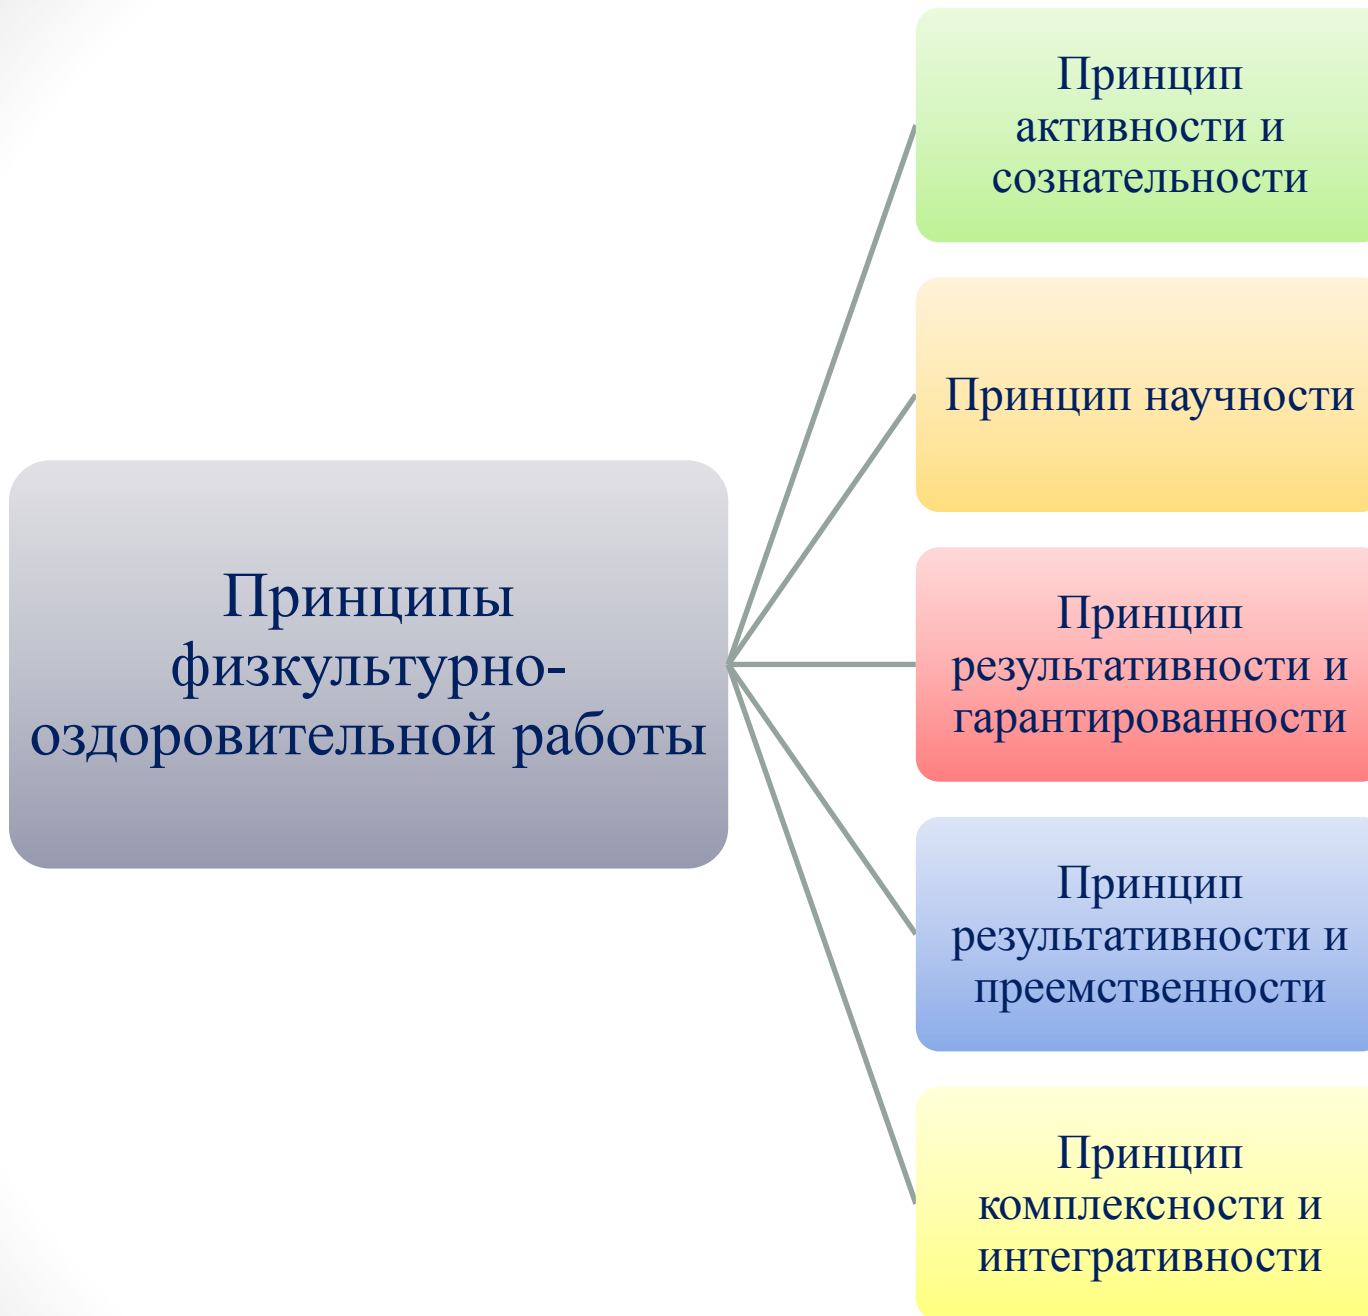 Принципы
физкультурно-
оздоровительной работы
Принцип
активности и
сознательности
Принцип научности
Принцип
результативности и
гарантированности
Принцип
результативности и
преемственности
Принцип
комплексности и
интегративности